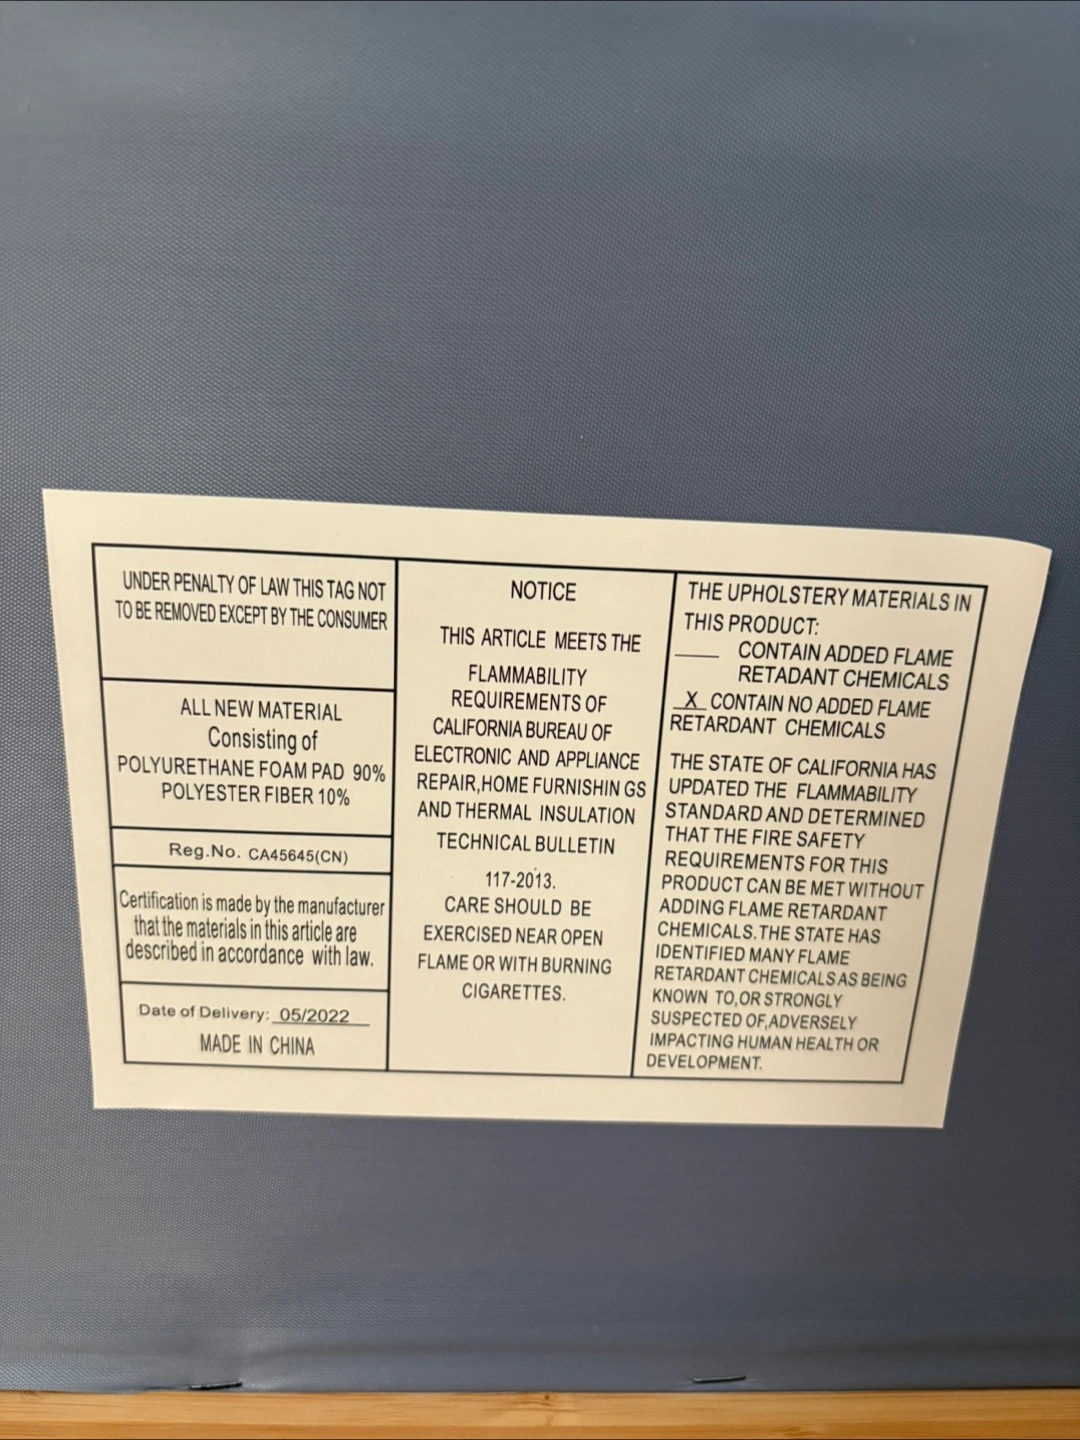 UNDER PENALTY OF LAW THIS TAG NOT
TO BE REMOVED EXCEPT BY THE CONSUMER
ALL NEW MATERIAL
Consisting of
POLYURETHANE FOAM PAD 90%
POLYESTER FIBER 10%
Reg.No. CA45645(CN)
Certification is made by the manufacturer
that the materials in this article are
described in accordance with law.
Date of Delivery: 05/2022
MADE IN CHINA
NOTICE
THIS ARTICLE MEETS THE
FLAMMABILITY
REQUIREMENTS OF
CALIFORNIA BUREAU OF
ELECTRONIC AND APPLIANCE
REPAIR,HOME FURNISHIN GS
AND THERMAL INSULATION
TECHNICAL BULLETIN
117-2013.
CARE SHOULD BE
EXERCISED NEAR OPEN
FLAME OR WITH BURNING
CIGARETTES.
THE UPHOLSTERY MATERIALS IN
THIS PRODUCT:
____ CONTAIN ADDED FLAME
RETADANT CHEMICALS
_X_ CONTAIN NO ADDED FLAME
RETARDANT CHEMICALS
THE STATE OF CALIFORNIA HAS
UPDATED THE FLAMMABILITY
STANDARD AND DETERMINED
THAT THE FIRE SAFETY
REQUIREMENTS FOR THIS
PRODUCT CAN BE MET WITHOUT
ADDING FLAME RETARDANT
CHEMICALS.THE STATE HAS
IDENTIFIED MANY FLAME
RETARDANT CHEMICALS AS BEING
KNOWN TO,OR STRONGLY
SUSPECTED OF,ADVERSELY
IMPACTING HUMAN HEALTH OR
DEVELOPMENT.